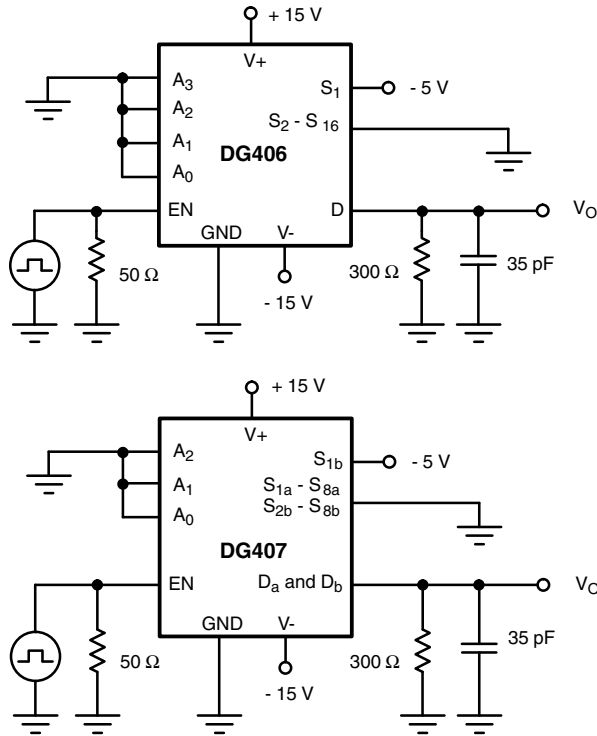 + 15 V
V+
A3
S1
- 5 V
A2
S2 - S 16
A1
DG406
A0
EN
D
VO
GND
V-
50 Ω
300 Ω
35 pF
- 15 V
+ 15 V
V+
A2
S1b
- 5 V
A1
S1a - S8a
A0
S2b - S8b
DG407
EN
Da and Db
VO
GND
V-
50 Ω
300 Ω
35 pF
- 15 V